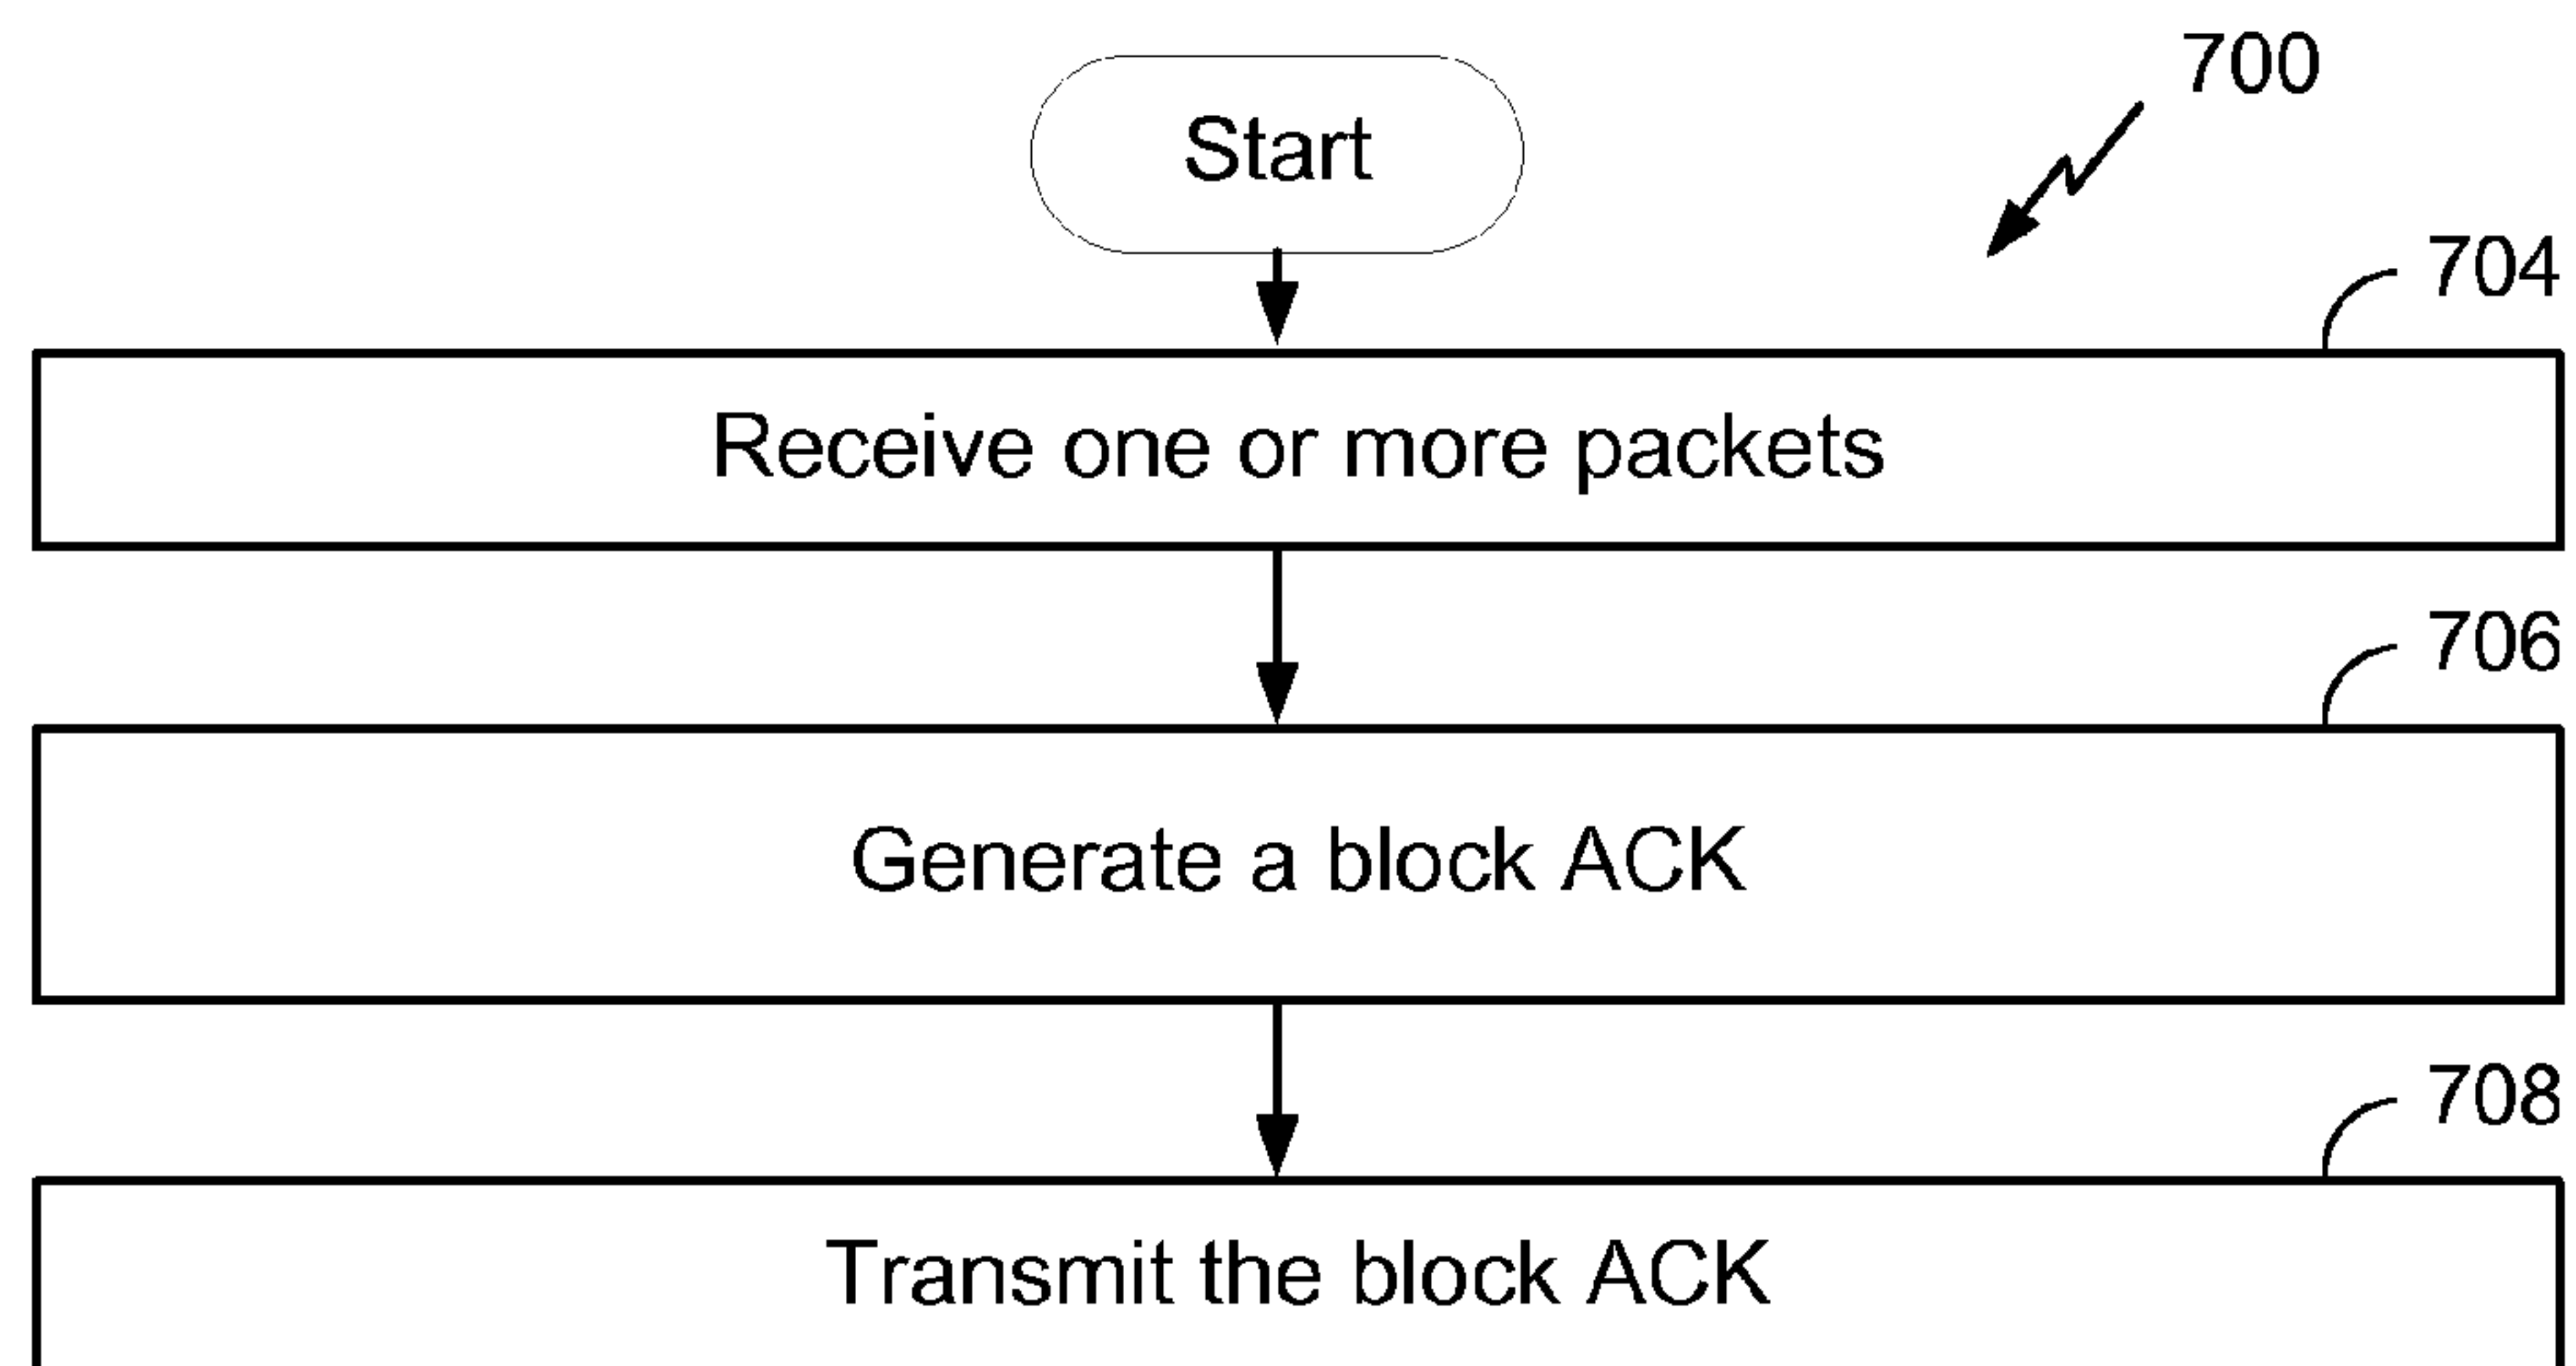 Start
700
704
Receive one or more packets
706
Generate a block ACK
708
Transmit the block ACK